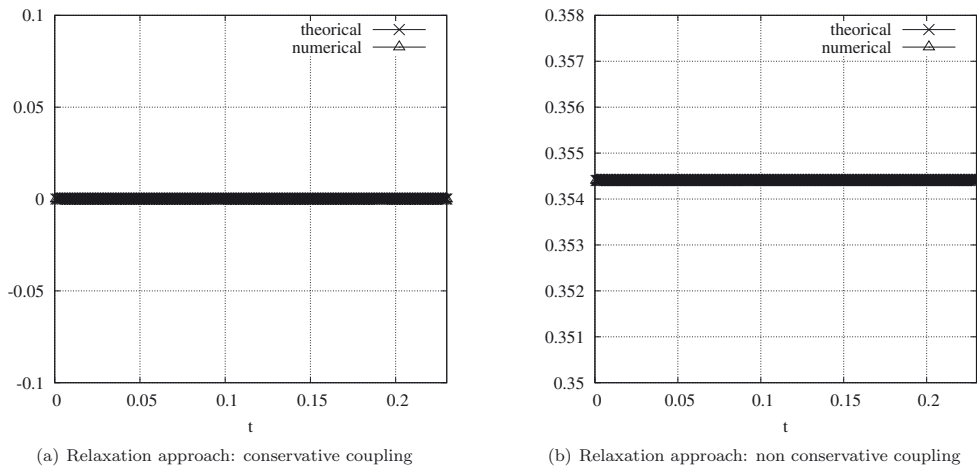 0.1
0.05
0
-0.05
-0.1
theorical
numerical
0 0.05 0.1 0.15 0.2
t
(a) Relaxation approach: conservative coupling
0.358
0.357
0.356
0.355
0.354
0.353
0.352
0.351
0.35
theorical
numerical
0 0.05 0.1 0.15 0.2
t
(b) Relaxation approach: non conservative coupling